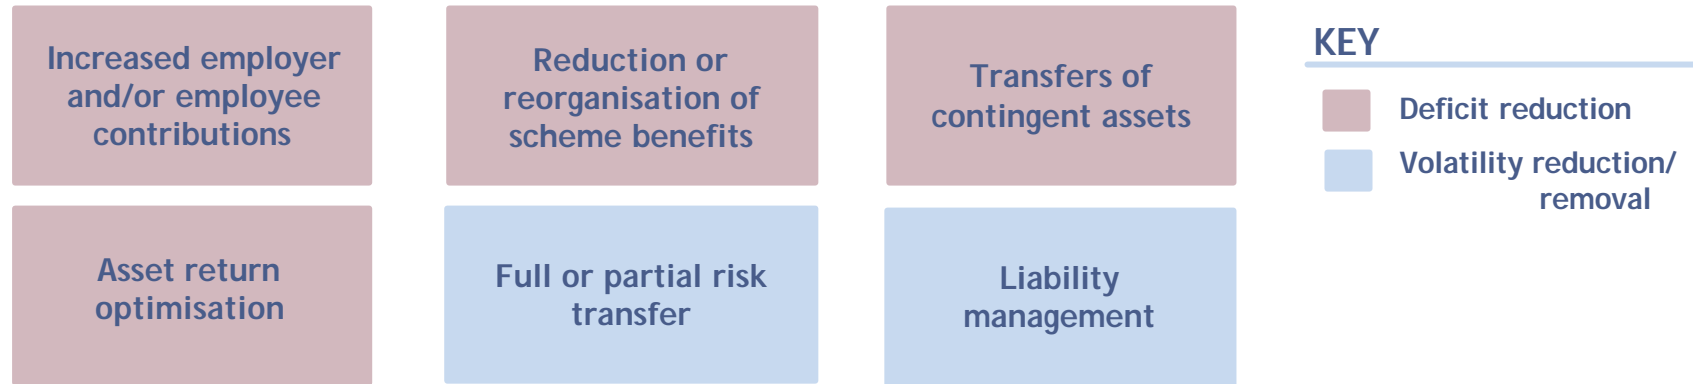 Increased employer
and/or employee
contributions
Reduction or
reorganisation of
scheme benefits
Transfers of
contingent assets
KEY
Deficit reduction
Volatility reduction/
removal
Asset return
optimisation
Full or partial risk
transfer
Liability
management